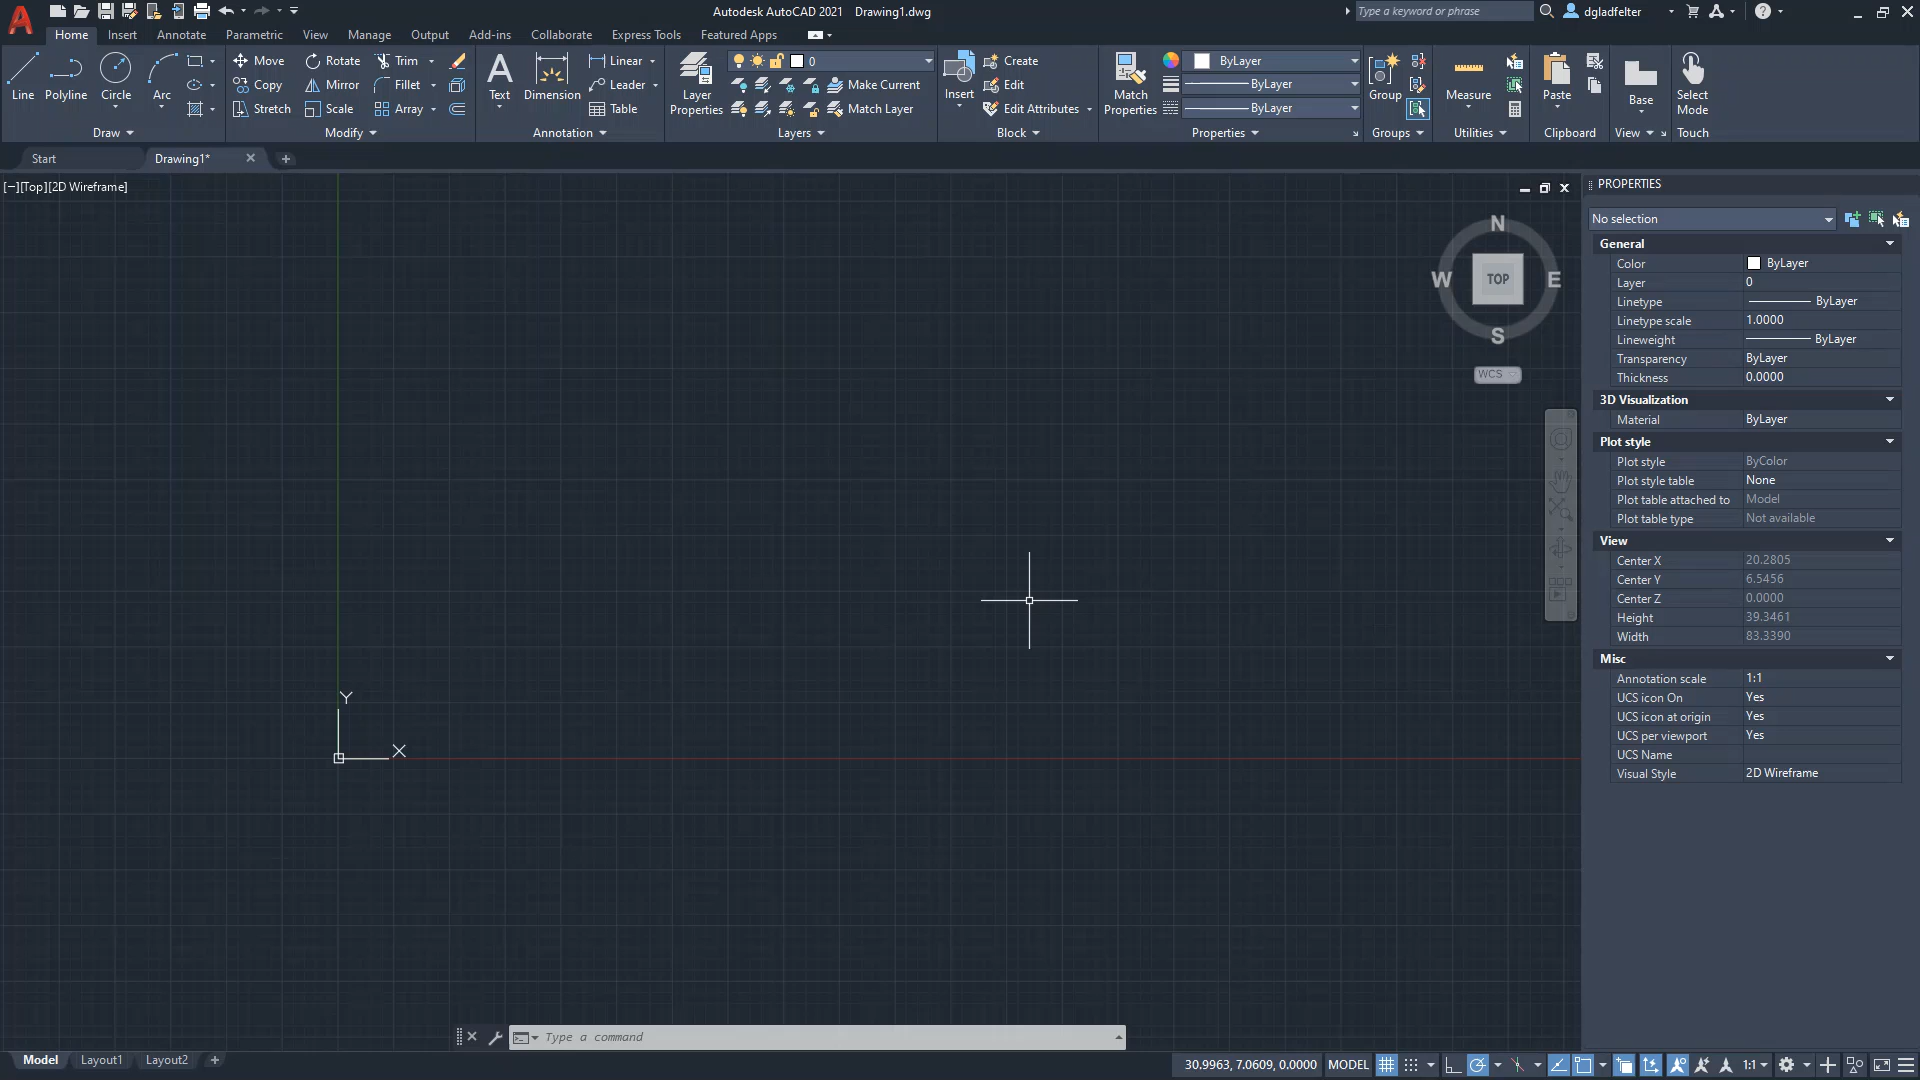 Autodesk AutoCAD 2021 Drawing1.dwg
Type a keyword or phrase
dgladfelter
Home Insert Annotate Parametric View Manage Output Add-ins Collaborate Express Tools Featured Apps
Line
Polyline
Circle
Arc
Draw
Move Rotate Trim
Copy Mirror Fillet
Stretch Scale Array
Modify
Text
Dimension
Linear
Leader
Table
Annotation
Layer
Properties
0
Make Current
Match Layer
Layers
Insert
Create
Edit
Edit Attributes
Block
Match
Properties
ByLayer
ByLayer
ByLayer
Properties
Group
Groups
Measure
Utilities
Paste
Clipboard
Base
View
Select
Mode
Touch
Start
Drawing1*
[−][Top][2D Wireframe]
N
W TOP E
S
WCS
Y
X
PROPERTIES
No selection
General
Color ByLayer
Layer 0
Linetype ByLayer
Linetype scale 1.0000
Lineweight ByLayer
Transparency ByLayer
Thickness 0.0000
3D Visualization
Material ByLayer
Plot style
Plot style ByColor
Plot style table None
Plot table attached to Model
Plot table type Not available
View
Center X 20.2805
Center Y 6.5456
Center Z 0.0000
Height 39.3461
Width 83.3390
Misc
Annotation scale 1:1
UCS icon On Yes
UCS icon at origin Yes
UCS per viewport Yes
UCS Name
Visual Style 2D Wireframe
Type a command
Model Layout1 Layout2
30.9963, 7.0609, 0.0000 MODEL 1:1